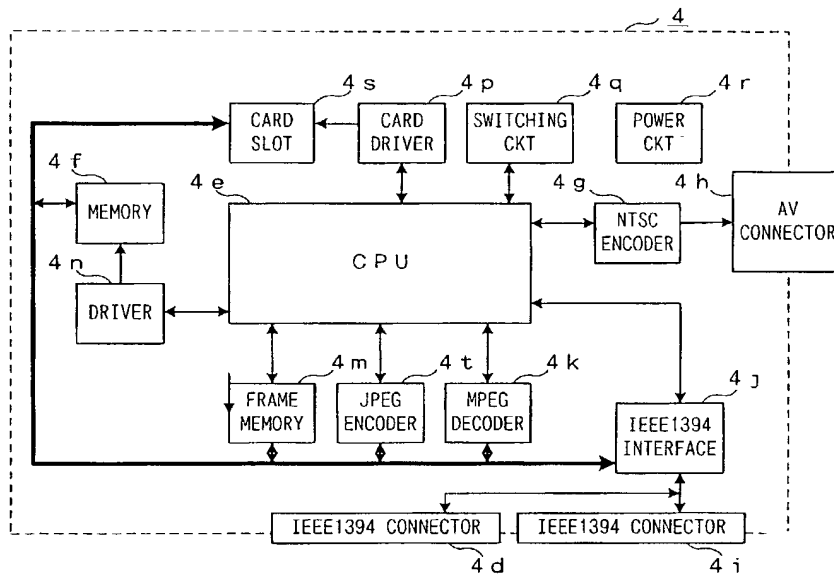 4
4s
4p
4q
4r
CARD
SLOT
CARD
DRIVER
SWITCHING
CKT
POWER
CKT
4f
4e
4g
4h
MEMORY
NTSC
ENCODER
AV
CONNECTOR
4n
CPU
DRIVER
4m
4t
4k
4J
FRAME
MEMORY
JPEG
ENCODER
MPEG
DECODER
IEEE1394
INTERFACE
IEEE1394 CONNECTOR
IEEE1394 CONNECTOR
4d
4i